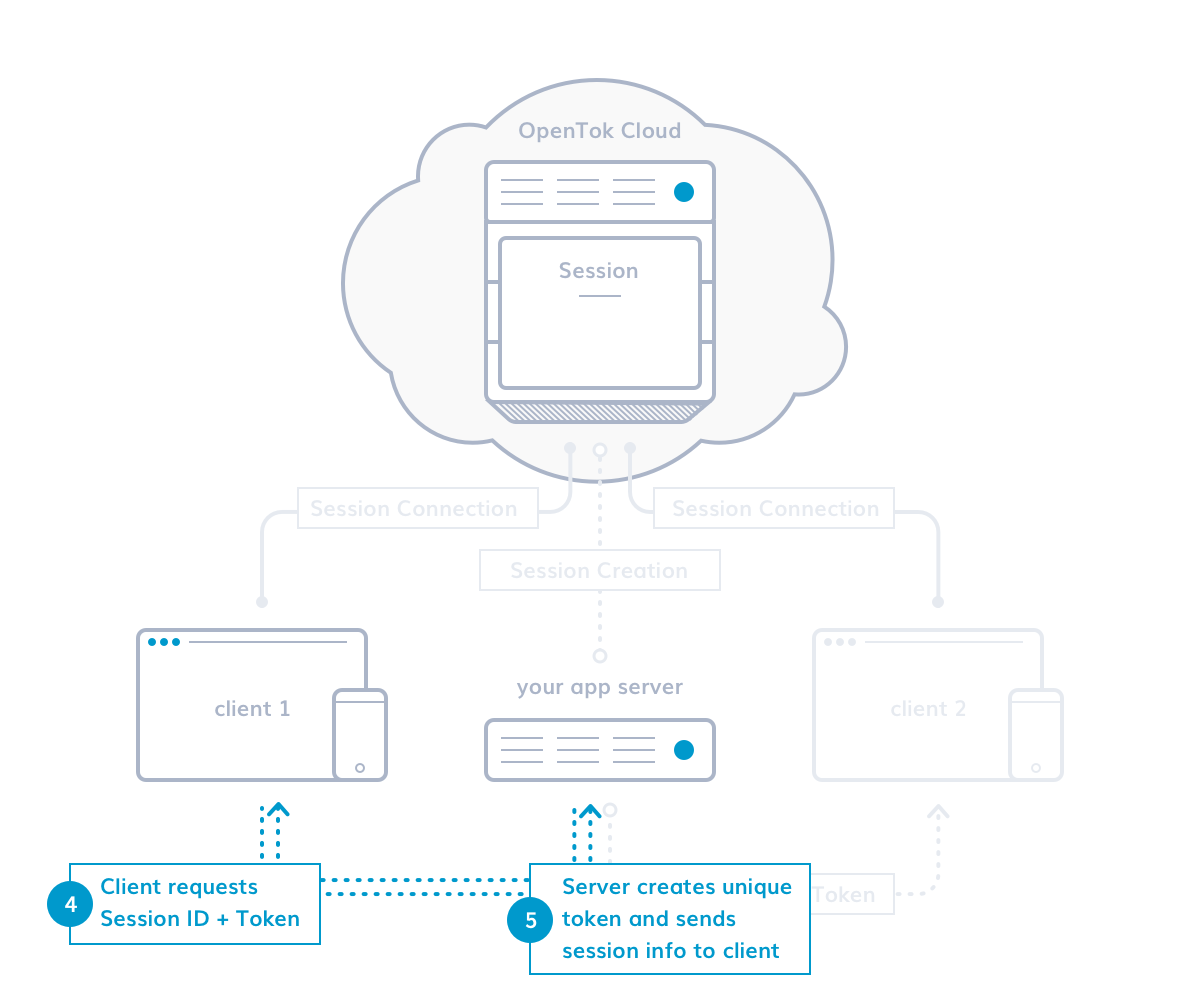 OpenTok Cloud
Session
Session Connection
Session Connection
Session Creation
your app server
client 1
client 2
4
Client requests
Session ID + Token
5
Server creates unique
token and sends
session info to client
Token